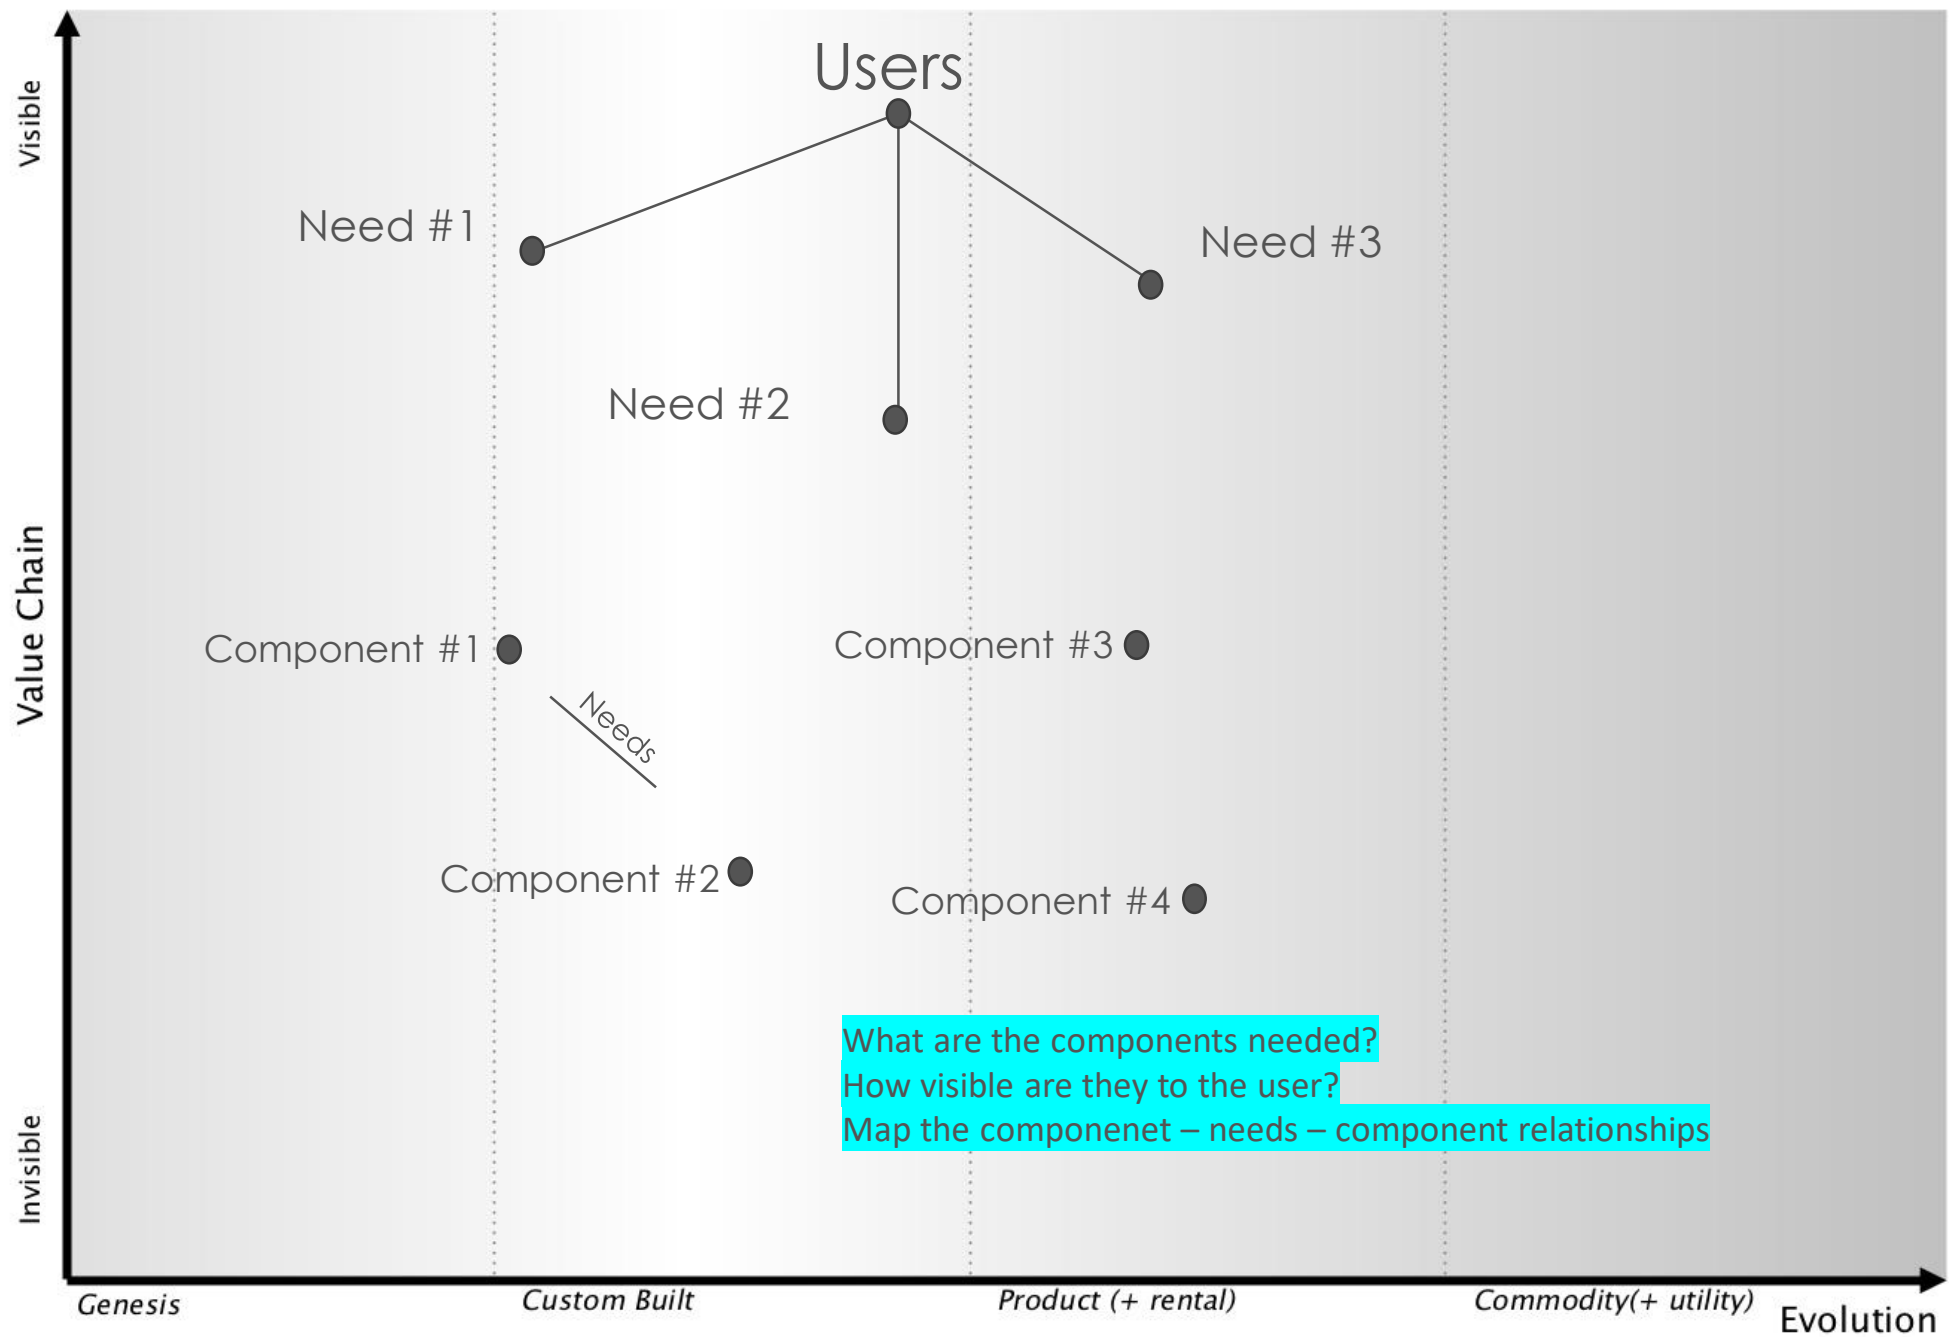 Users
Visible
Need #1
Need #3
Need #2
Value Chain
Component #1
Component #3
Needs
Component #2
Component #4
What are the components needed?
How visible are they to the user?
Map the componenet – needs – component relationships
Invisible
Genesis
Custom Built
Product (+ rental)
Commodity(+ utility)
Evolution